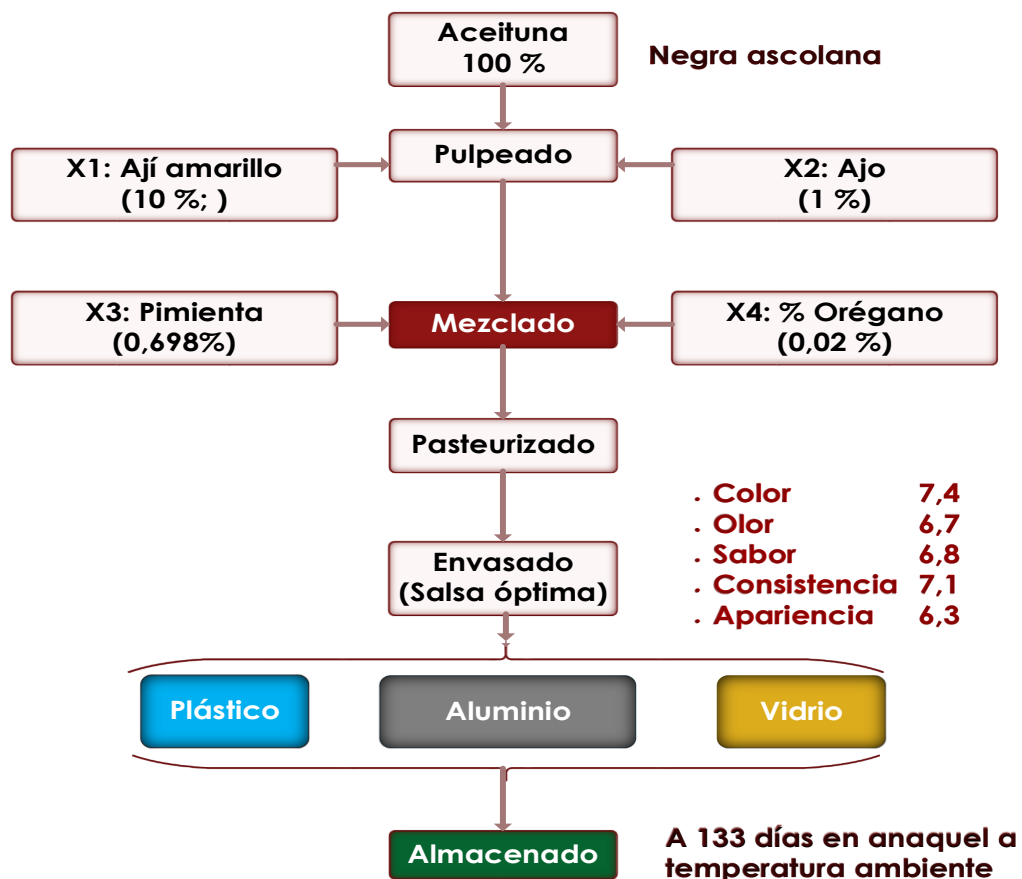 Aceituna
100 %
Negra ascolana
Pulpeado
X1: Ají amarillo
(10 %; )
X2: Ajo
(1 %)
X3: Pimienta
(0,698%)
Mezclado
X4: % Orégano
(0,02 %)
Pasteurizado
. Color 7,4
. Olor 6,7
. Sabor 6,8
. Consistencia 7,1
. Apariencia 6,3
Envasado
(Salsa óptima)
Plástico
Aluminio
Vidrio
Almacenado
A 133 días en anaquel a
temperatura ambiente